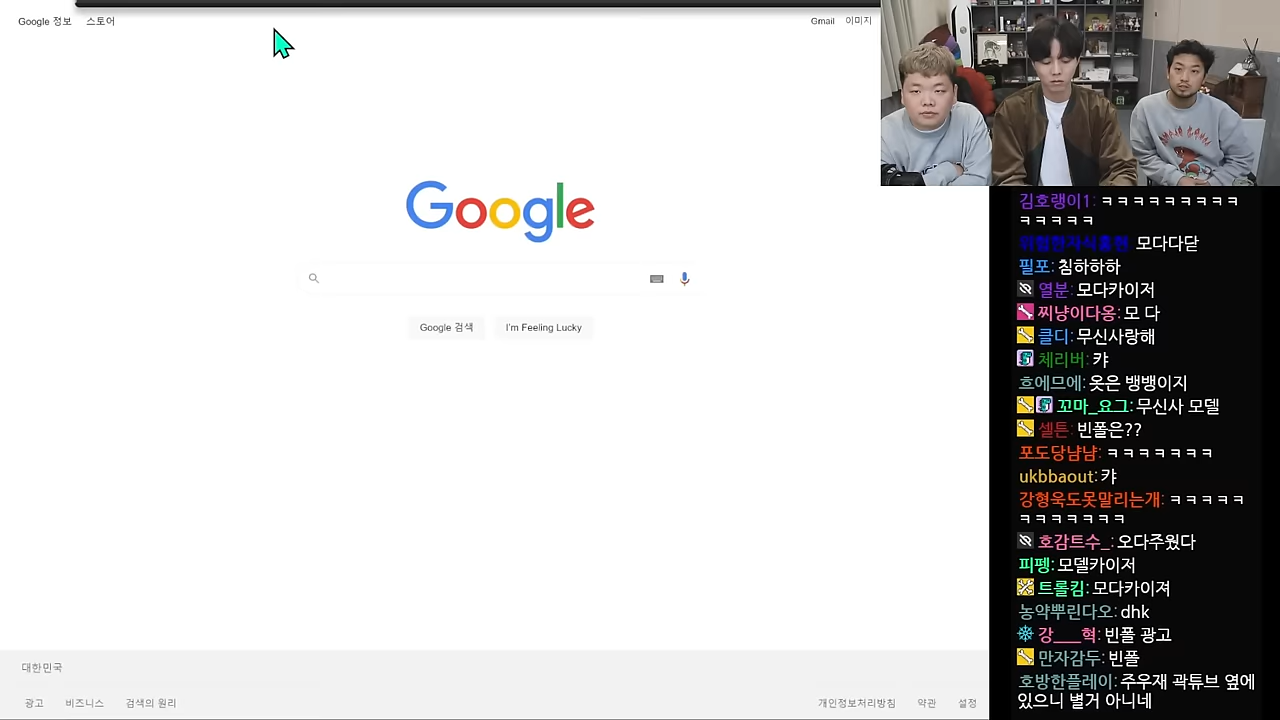 Google 정보 스토어
Gmail 이미지
Google
Google 검색 I'm Feeling Lucky
대한민국
광고 비즈니스 검색의 원리
개인정보처리방침 약관 설정
김호랭이1: ㅋㅋㅋㅋㅋㅋㅋㅋㅋ
ㅋㅋㅋㅋㅋ
위험한자식홍현: 모다다닫
필포: 침하하하
열분: 모다카이저
찌냥이다옹: 모 다
클디: 무신사랑해
체리버: 캬
흐에므에: 옷은 뱅뱅이지
꼬마_요그: 무신사 모델
셀튼: 빈폴은??
포도당냠냠: ㅋㅋㅋㅋㅋㅋㅋ
ukbbaout: 캬
강형욱도못말리는개: ㅋㅋㅋㅋㅋ
ㅋㅋㅋㅋㅋㅋㅋ
호감트수_: 오다주웠다
피펭: 모델카이저
트롤킴: 모다카이져
농약뿌린다오: dhk
강___혁: 빈폴 광고
만자감두: 빈폴
호방한플레이: 주우재 곽튜브 옆에
있으니 별거 아니네